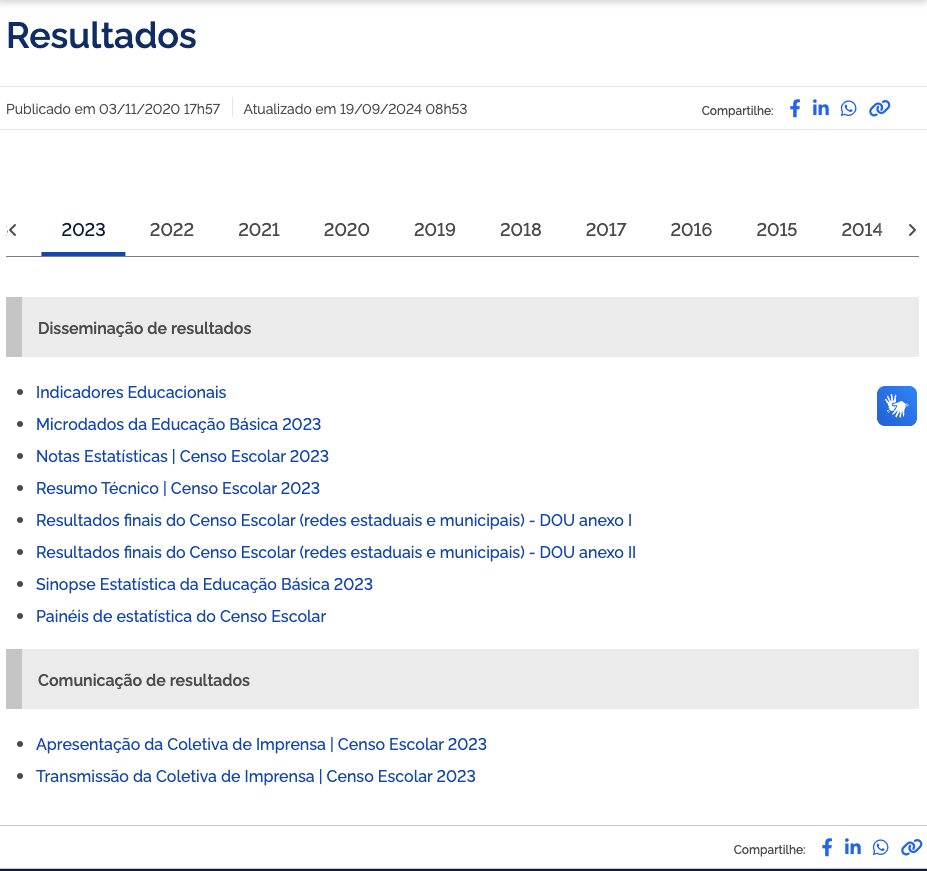 Resultados
Publicado em 03/11/2020 17h57 Atualizado em 19/09/2024 08h53 Compartilhe:
2023 2022 2021 2020 2019 2018 2017 2016 2015 2014
Disseminação de resultados
Indicadores Educacionais
Microdados da Educação Básica 2023
Notas Estatísticas | Censo Escolar 2023
Resumo Técnico | Censo Escolar 2023
Resultados finais do Censo Escolar (redes estaduais e municipais) - DOU anexo I
Resultados finais do Censo Escolar (redes estaduais e municipais) - DOU anexo II
Sinopse Estatística da Educação Básica 2023
Painéis de estatística do Censo Escolar
Comunicação de resultados
Apresentação da Coletiva de Imprensa | Censo Escolar 2023
Transmissão da Coletiva de Imprensa | Censo Escolar 2023
Compartilhe: